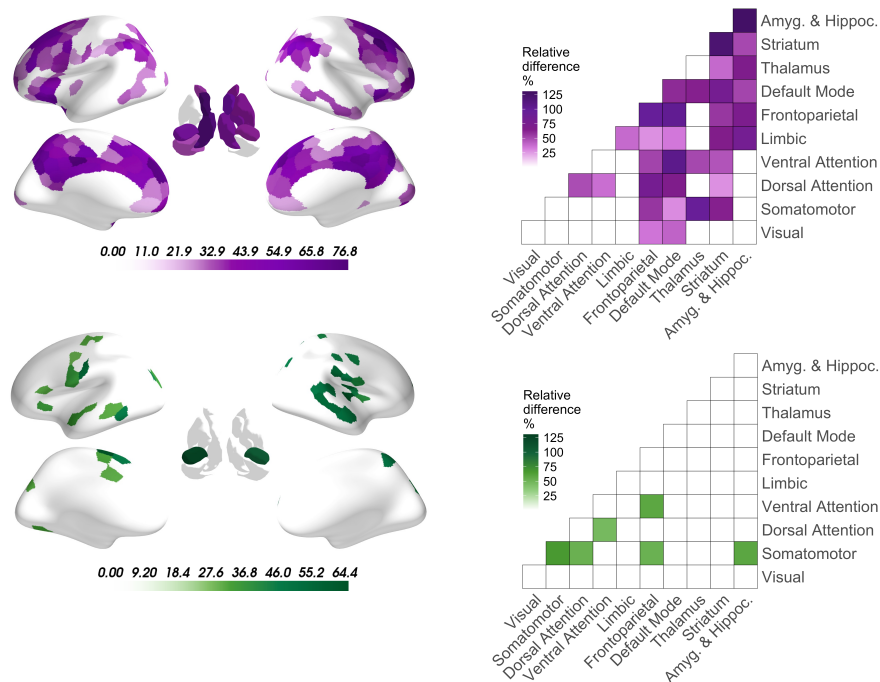 Relative
difference
%
125
100
75
50
25
Amyg. & Hippoc.
Striatum
Thalamus
Default Mode
Frontoparietal
Limbic
Ventral Attention
Dorsal Attention
Somatomotor
Visual
Visual
Somatomotor
Dorsal Attention
Ventral Attention
Limbic
Frontoparietal
Default Mode
Thalamus
Striatum
Amyg. & Hippoc.
0.00 11.0 21.9 32.9 43.9 54.9 65.8 76.8
Relative
difference
%
125
100
75
50
25
Amyg. & Hippoc.
Striatum
Thalamus
Default Mode
Frontoparietal
Limbic
Ventral Attention
Dorsal Attention
Somatomotor
Visual
Visual
Somatomotor
Dorsal Attention
Ventral Attention
Limbic
Frontoparietal
Default Mode
Thalamus
Striatum
Amyg. & Hippoc.
0.00 9.20 18.4 27.6 36.8 46.0 55.2 64.4